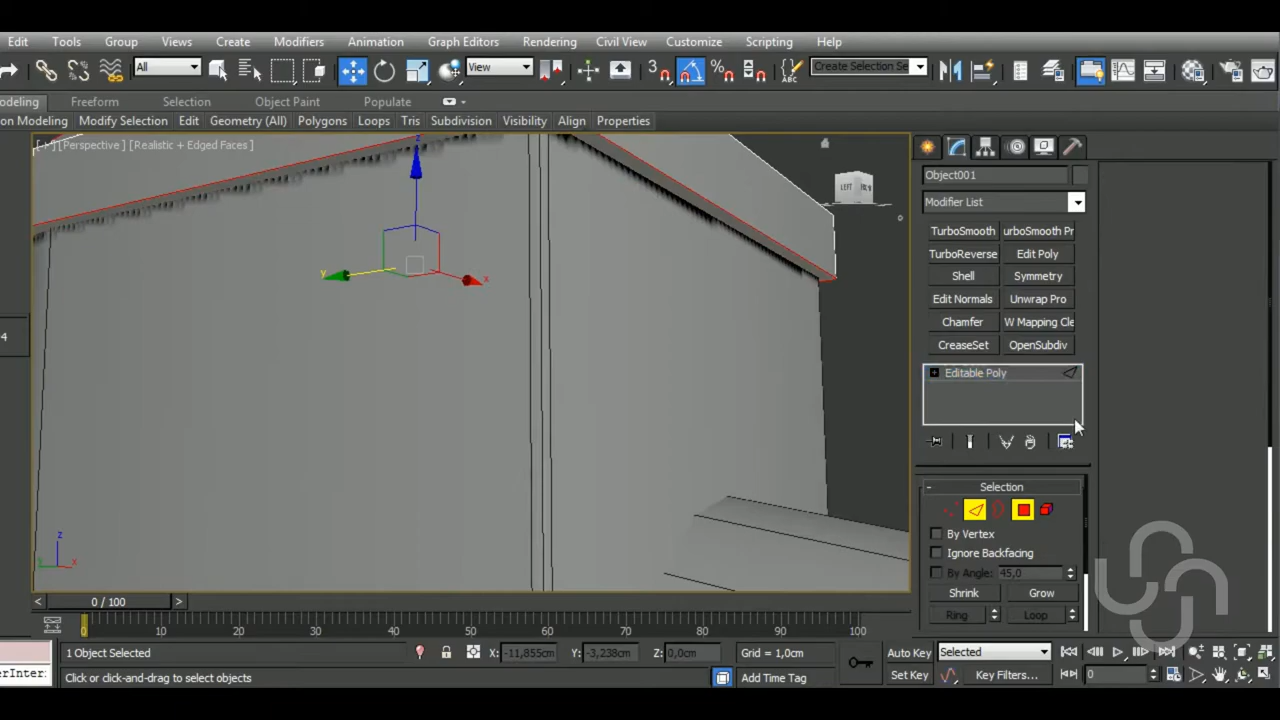 Edit Tools Group Views Create Modifiers Animation Graph Editors Rendering Civil View Customize Scripting Help
All View 3 ABC Create Selection Se
odeling Freeform Selection Object Paint Populate
on Modeling Modify Selection Edit Geometry (All) Polygons Loops Tris Subdivision Visibility Align Properties
[+] [Perspective] [Realistic + Edged Faces]
z
y
x
LEFT
Object001
Modifier List
TurboSmooth urboSmooth Pr
TurboReverse Edit Poly
Shell Symmetry
Edit Normals Unwrap Pro
Chamfer W Mapping Cle
CreaseSet OpenSubdiv
Editable Poly
4
- Selection
By Vertex
Ignore Backfacing
By Angle: 45,0
Shrink Grow
Ring Loop
z
x
< 0 / 100 >
0 10 20 30 40 50 60 70 80 90 100
1 Object Selected X: -11,855cm Y: -3,238cm Z: 0,0cm Grid = 1,0cm Auto Key Selected
erInter Click or click-and-drag to select objects Add Time Tag Set Key Key Filters... 0